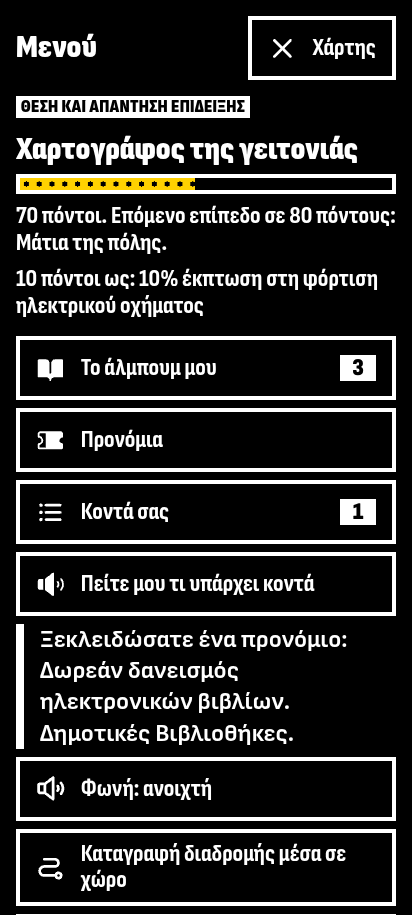 Μενού
Χάρτης
ΘΕΣΗ ΚΑΙ ΑΠΑΝΤΗΣΗ ΕΠΙΔΕΙΞΗΣ
Χαρτογράφος της γειτονιάς
70 πόντοι. Επόμενο επίπεδο σε 80 πόντους:
Μάτια της πόλης.
10 πόντοι ως: 10% έκπτωση στη φόρτιση
ηλεκτρικού οχήματος
Το άλμπουμ μου
3
Προνόμια
Κοντά σας
1
Πείτε μου τι υπάρχει κοντά
Ξεκλειδώσατε ένα προνόμιο:
Δωρεάν δανεισμός
ηλεκτρονικών βιβλίων.
Δημοτικές Βιβλιοθήκες.
Φωνή: ανοιχτή
Καταγραφή διαδρομής μέσα σε
χώρο